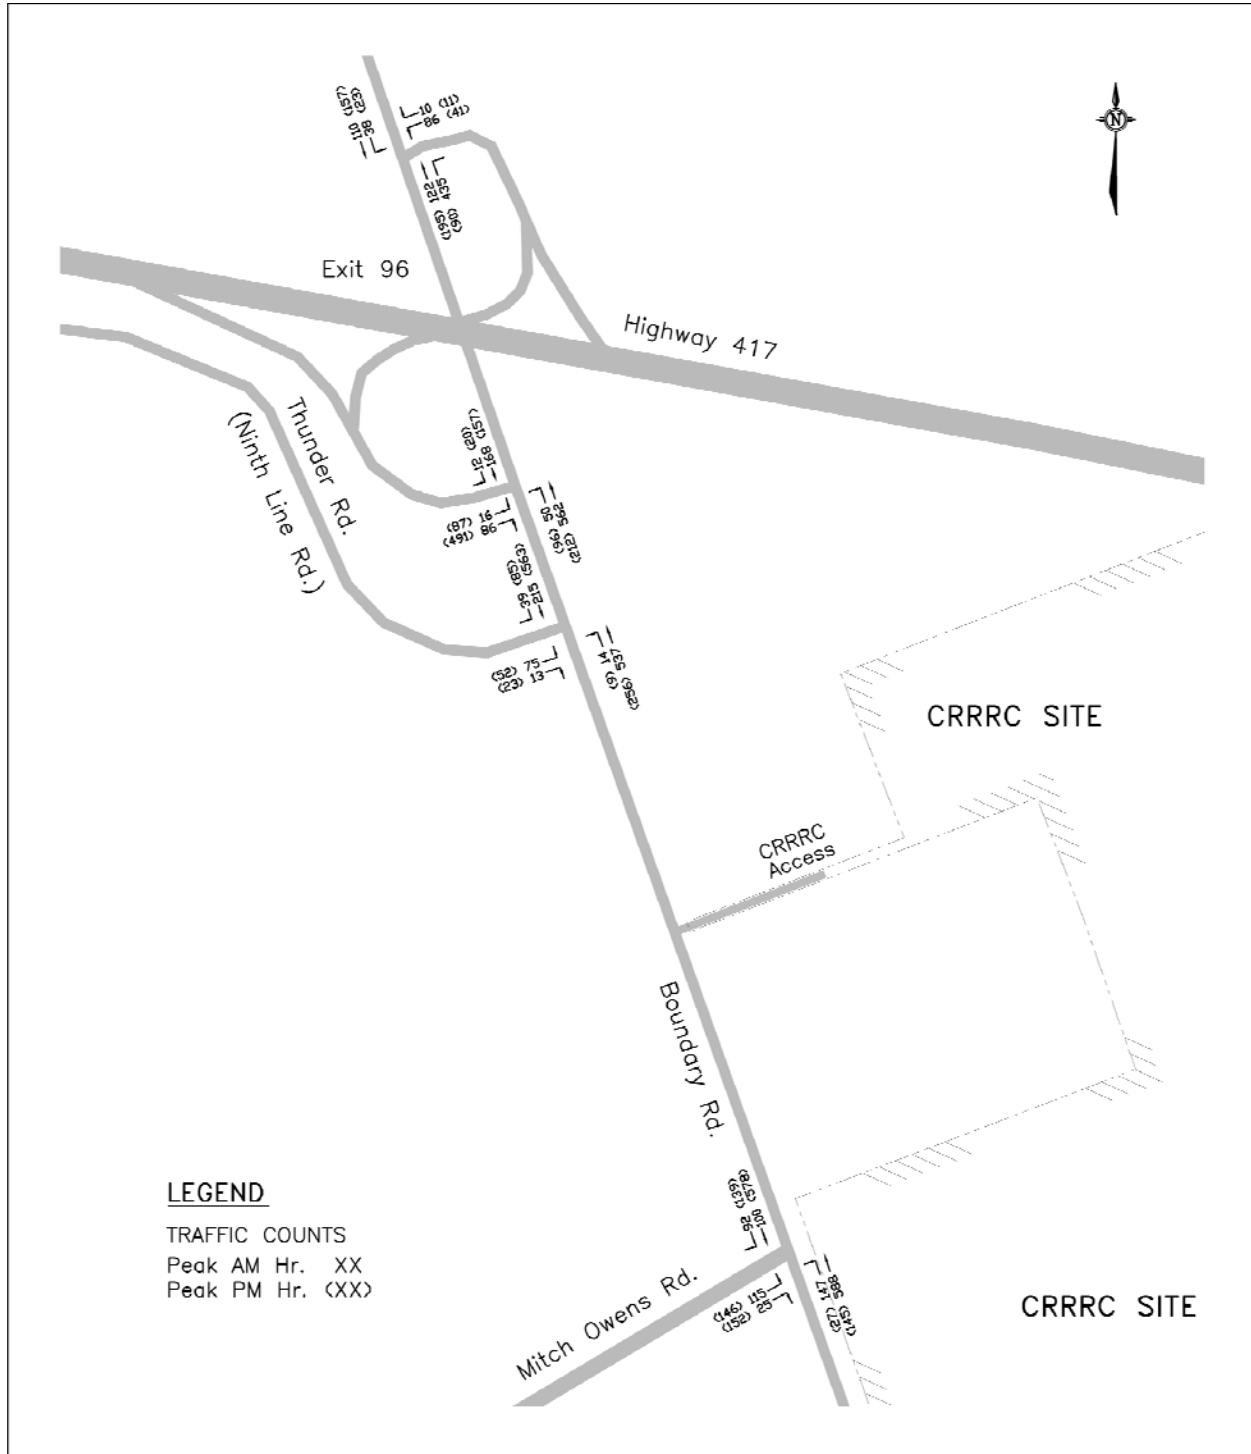 110 (157)
38 (23)
10 (11)
86 (41)
(195) 122
(90) 435
N
Exit 96
Highway 417
Thunder Rd.
(Ninth Line Rd.)
12 (20)
168 (157)
(87) 16
(491) 86
(96) 50
(212) 562
39 (85)
215 (563)
(52) 75
(23) 13
(9) 14
(256) 537
CRRRC SITE
CRRRC
Access
Boundary Rd.
92 (139)
100 (578)
(146) 115
(152) 25
(27) 147
(145) 588
Mitch Owens Rd.
CRRRC SITE
LEGEND
TRAFFIC COUNTS
Peak AM Hr. XX
Peak PM Hr. (XX)